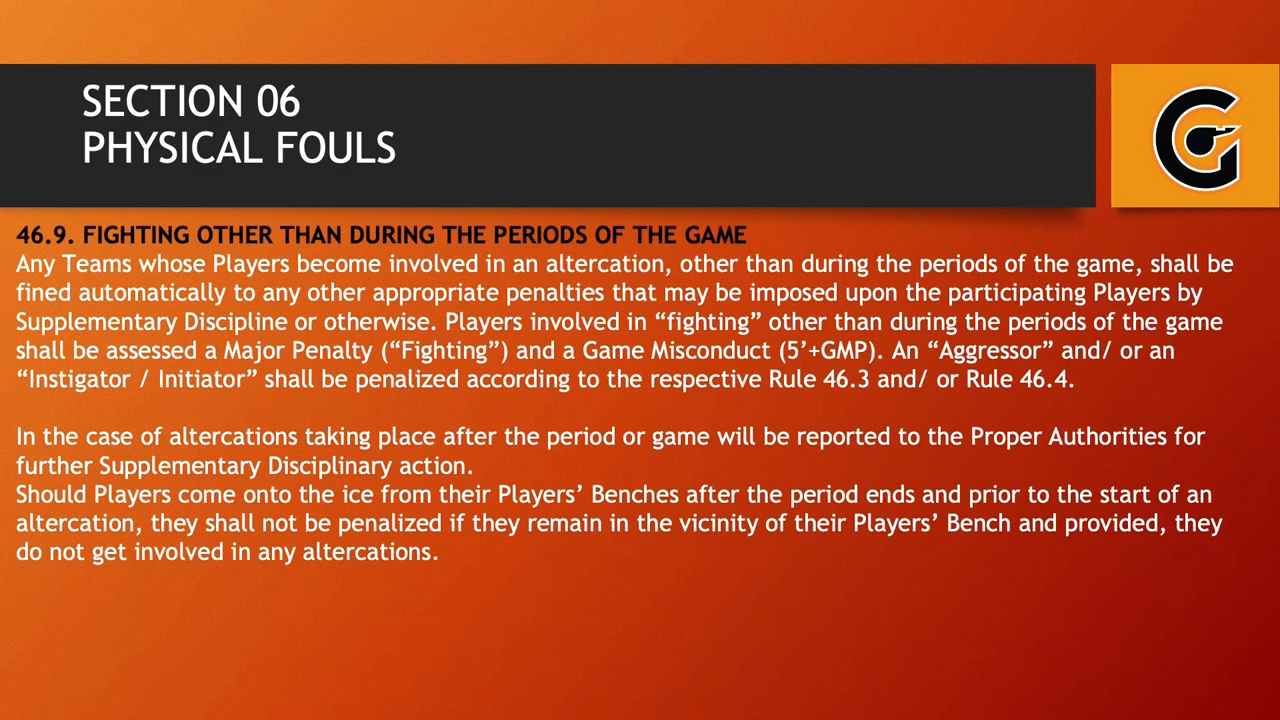 SECTION 06
PHYSICAL FOULS
46.9. FIGHTING OTHER THAN DURING THE PERIODS OF THE GAME
Any Teams whose Players become involved in an altercation, other than during the periods of the game, shall be
fined automatically to any other appropriate penalties that may be imposed upon the participating Players by
Supplementary Discipline or otherwise. Players involved in “fighting” other than during the periods of the game
shall be assessed a Major Penalty (“Fighting”) and a Game Misconduct (5’+GMP). An “Aggressor” and/ or an
“Instigator / Initiator” shall be penalized according to the respective Rule 46.3 and/ or Rule 46.4.
In the case of altercations taking place after the period or game will be reported to the Proper Authorities for
further Supplementary Disciplinary action.
Should Players come onto the ice from their Players’ Benches after the period ends and prior to the start of an
altercation, they shall not be penalized if they remain in the vicinity of their Players’ Bench and provided, they
do not get involved in any altercations.
G